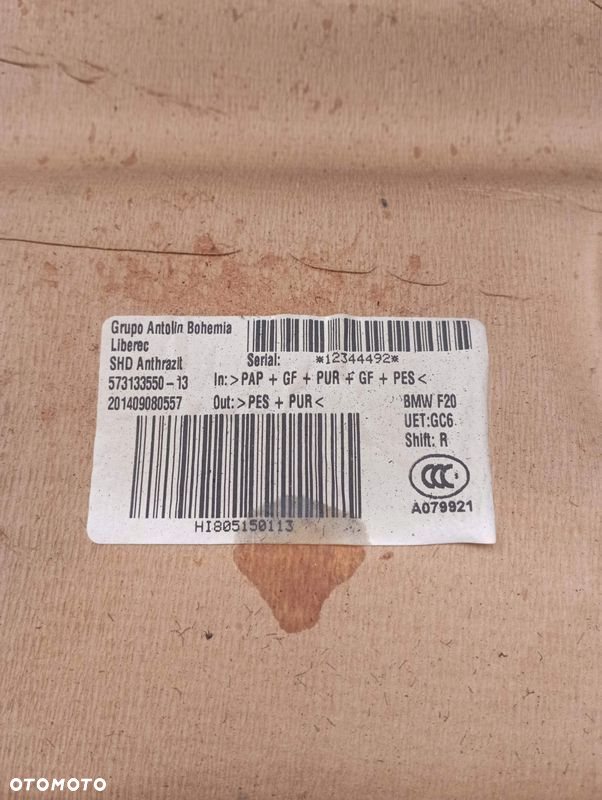 Grupo Antolin Bohemia
Liberec
SHD Anthrazit
573133550-13
201409080557
Serial: *12344492*
In:>PAP + GF + PUR + GF + PES<
Out:>PES + PUR<
BMW F20
UET:GC6
Shift: R
CCC S
A079921
HI805150113
OTOMOTO